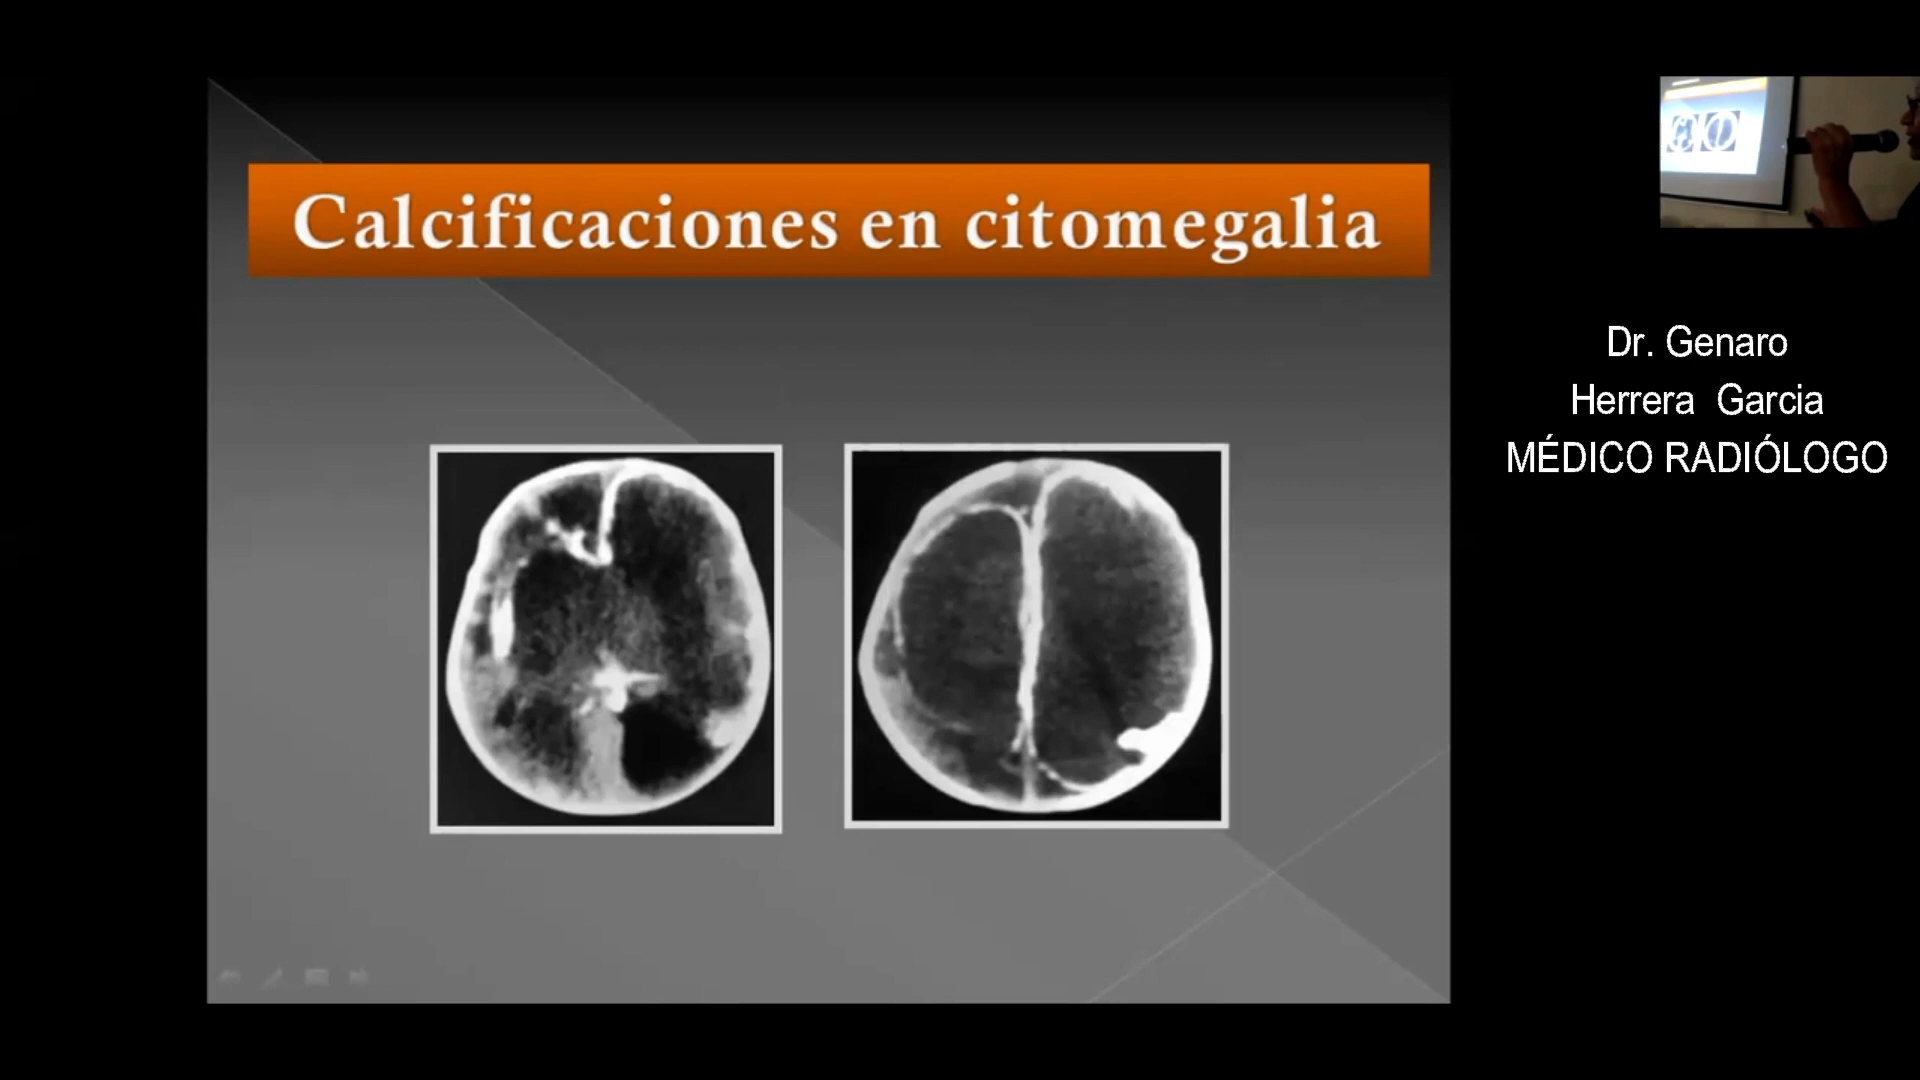 Calcificaciones en citomegalia
Dr. Genaro
Herrera Garcia
MÉDICO RADIÓLOGO